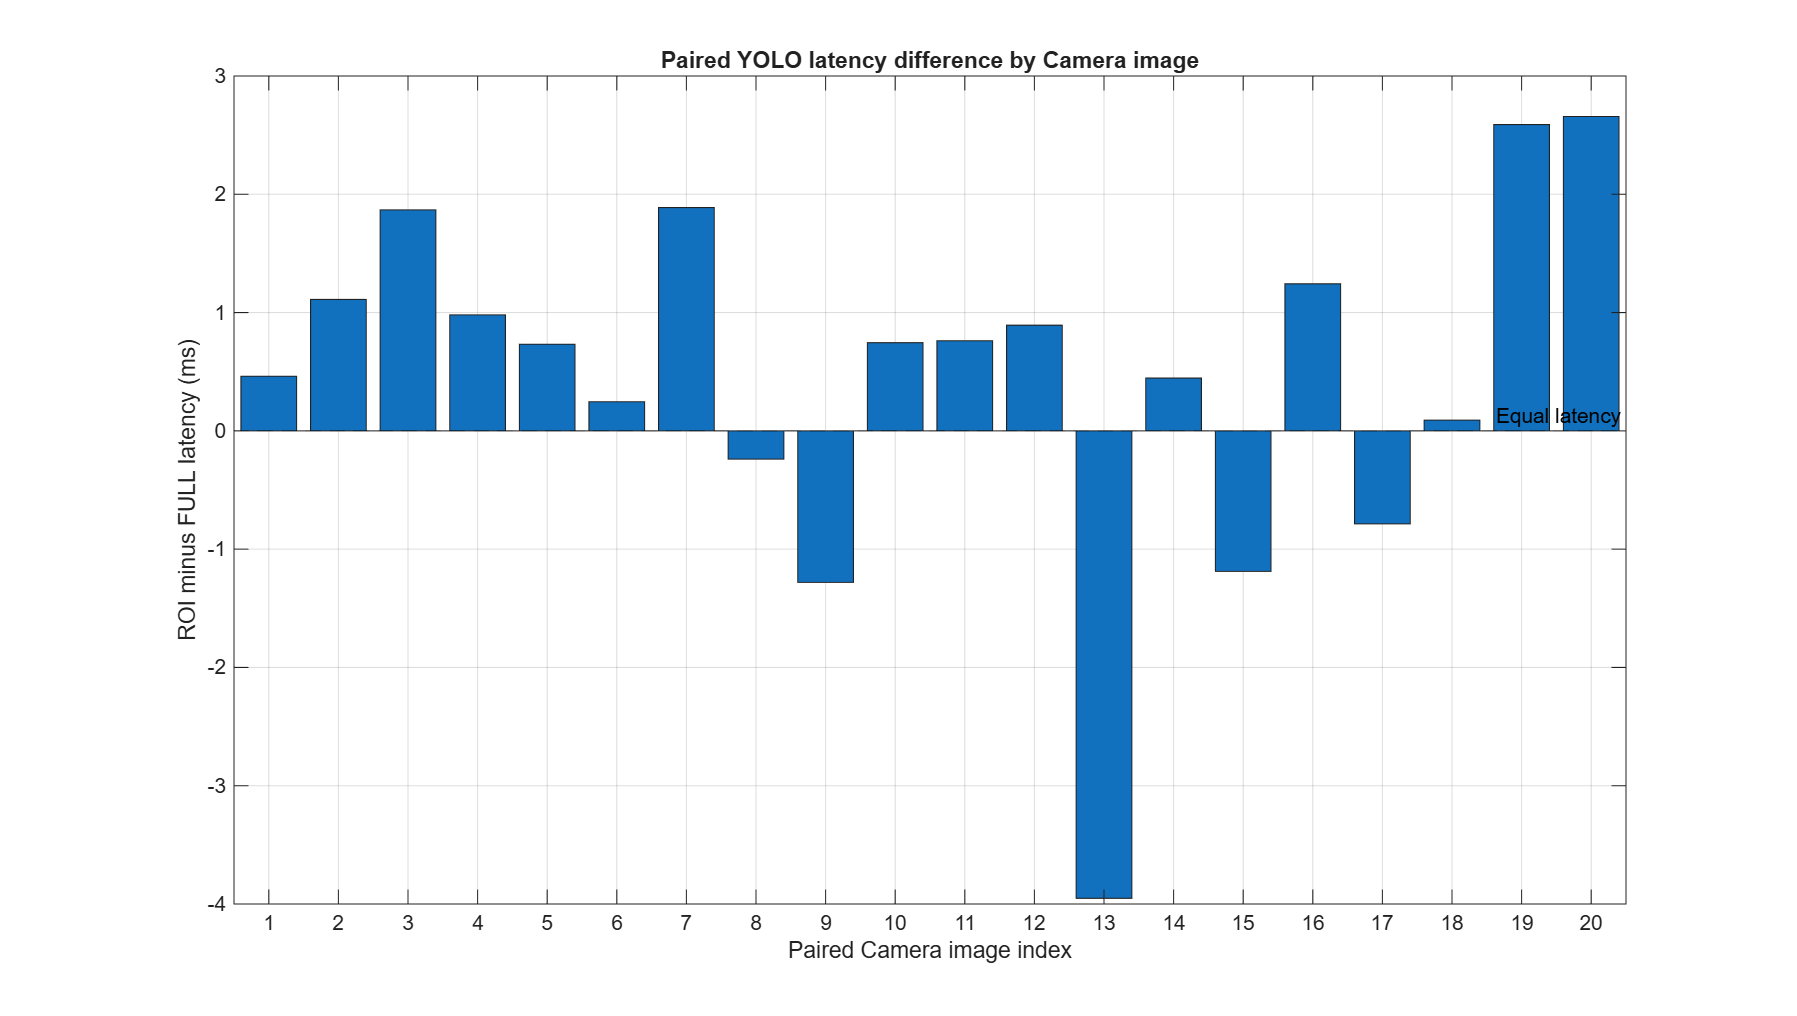 Paired YOLO latency difference by Camera image
3
2
1
0
-1
-2
-3
-4
ROI minus FULL latency (ms)
Equal latency
1 2 3 4 5 6 7 8 9 10 11 12 13 14 15 16 17 18 19 20
Paired Camera image index